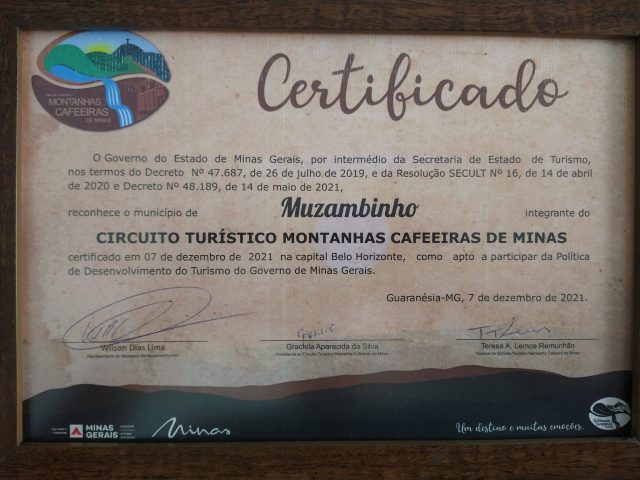 Certificado
MONTANHAS
CAFEEIRAS
DE MINAS
O Governo do Estado de Minas Gerais, por intermédio da Secretaria de Estado de Turismo,
nos termos do Decreto Nº 47.687, de 26 de julho de 2019, e da Resolução SECULT Nº 16, de 14 de abril
de 2020 e Decreto Nº 48.189, de 14 de maio de 2021,
reconhece o município de Muzambinho integrante do
CIRCUITO TURÍSTICO MONTANHAS CAFEEIRAS DE MINAS
certificado em 07 de dezembro de 2021 na capital Belo Horizonte, como apto a participar da Política
de Desenvolvimento do Turismo do Governo de Minas Gerais.
Guaranésia-MG, 7 de dezembro de 2021.
Wilson Dias Lima Graciela Aparecida da Silva Teresa A. Lemos Remunhão
Presidente do Circuito Turístico Montanhas Cafeeiras de Minas
MINAS
GERAIS
Minas
Um destino e muitas emoções.